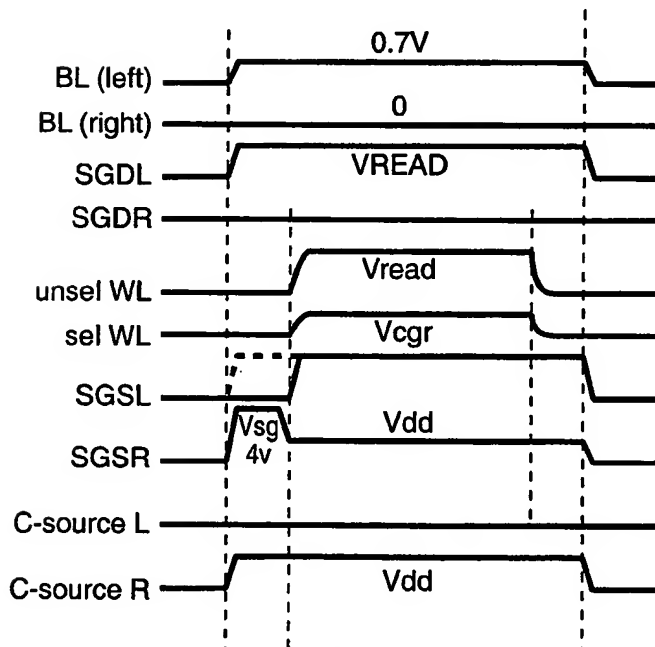 0.7V
BL (left)
0
BL (right)
SGDL
VREAD
SGDR
Vread
unsel WL
sel WL
Vcgr
SGSL
Vsg
Vdd
4v
SGSR
C-source L
C-source R
Vdd